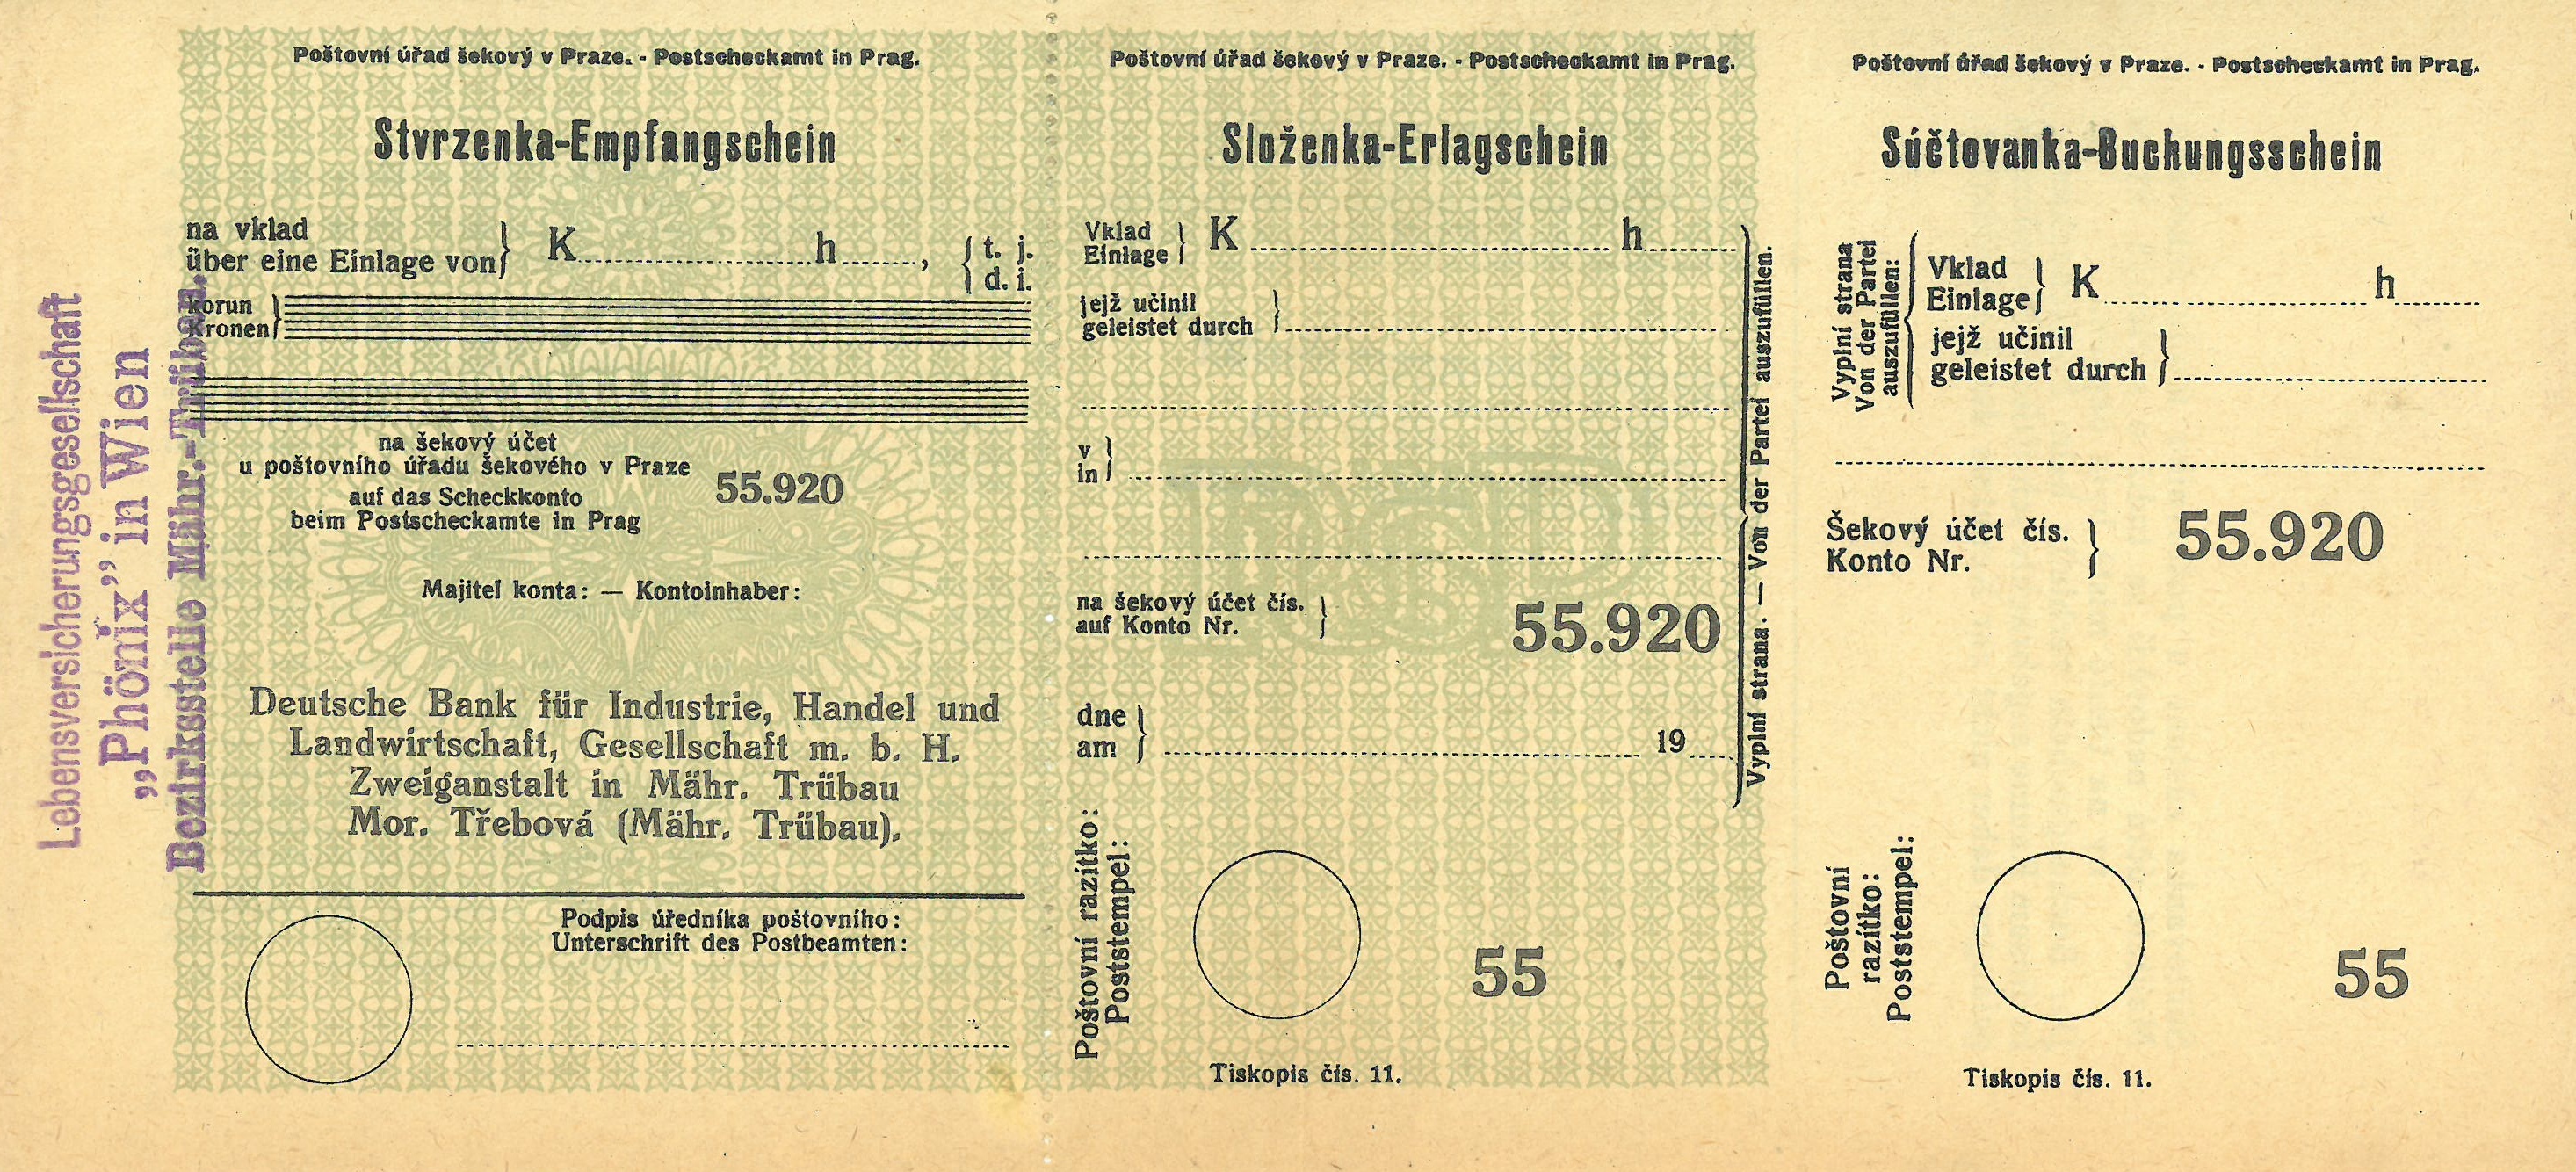 Lebensversicherungsgesellschaft
„Phönix” in Wien
Bezirksstelle Mähr.-Trübau.
Poštovní úřad šekový v Praze. - Postscheckamt in Prag.
Stvrzenka-Empfangschein
na vklad
über eine Einlage von} K............h........, { t. j.
d. i.
korun
Kronen}
na šekový účet
u poštovního úřadu šekového v Praze
auf das Scheckkonto
beim Postscheckamte in Prag
55.920
Majitel konta: — Kontoinhaber:
Deutsche Bank für Industrie, Handel und
Landwirtschaft, Gesellschaft m. b. H.
Zweiganstalt in Mähr. Trübau
Mor. Třebová (Mähr. Trübau).
Podpis úředníka poštovního:
Unterschrift des Postbeamten:
Poštovní úřad šekový v Praze. - Postscheckamt in Prag.
Složenka-Erlagschein
Vklad
Einlage } K............h........
jejž učinil
geleistet durch }
v
in }
na šekový účet čís.
auf Konto Nr. }
55.920
dne
am } ............ 19....
Vyplní strana. — Von der Partei auszufüllen.
Poštovní razítko:
Poststempel:
55
Tiskopis čís. 11.
Poštovní úřad šekový v Praze. - Postscheckamt in Prag.
Súčtovanka-Buchungsschein
Vyplní strana
Von der Partei
auszufüllen:
Vklad
Einlage } K............h........
jejž učinil
geleistet durch }
Šekový účet čís.
Konto Nr. }
55.920
Poštovní
razítko:
Poststempel:
55
Tiskopis čís. 11.